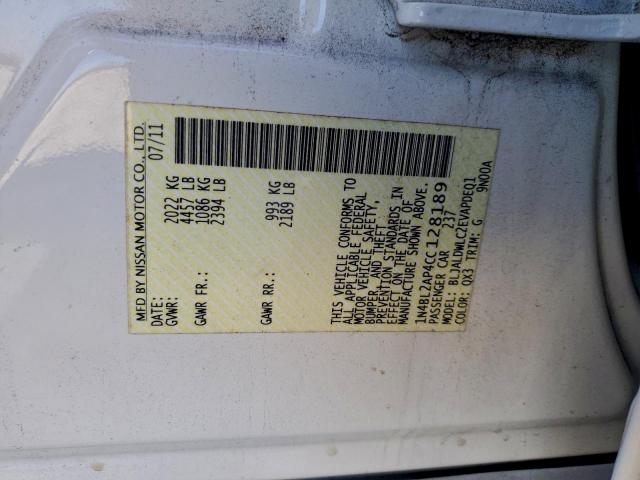 MFD BY NISSAN MOTOR CO., LTD.
DATE: 07/11
GVWR: 2022 KG
4457 LB
GAWR FR.: 1086 KG
2394 LB
GAWR RR.: 993 KG
2189 LB
THIS VEHICLE CONFORMS TO
ALL APPLICABLE FEDERAL
MOTOR VEHICLE SAFETY,
BUMPER, AND THEFT
PREVENTION STANDARDS IN
EFFECT ON THE DATE OF
MANUFACTURE SHOWN ABOVE.
1N4BL2AP4CC128189
PASSENGER CAR 237
MODEL: BLJALDWLC2EVAPDEQ1
COLOR: QX3 TRIM: G 9N00A